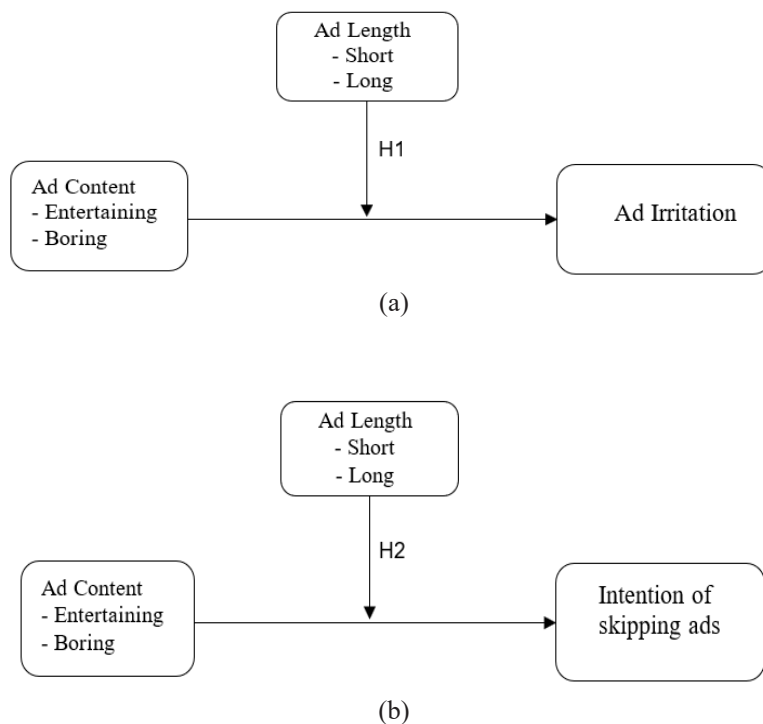 Ad Length
- Short
- Long
H1
Ad Content
- Entertaining
- Boring
Ad Irritation
(a)
Ad Length
- Short
- Long
H2
Ad Content
- Entertaining
- Boring
Intention of
skipping ads
(b)